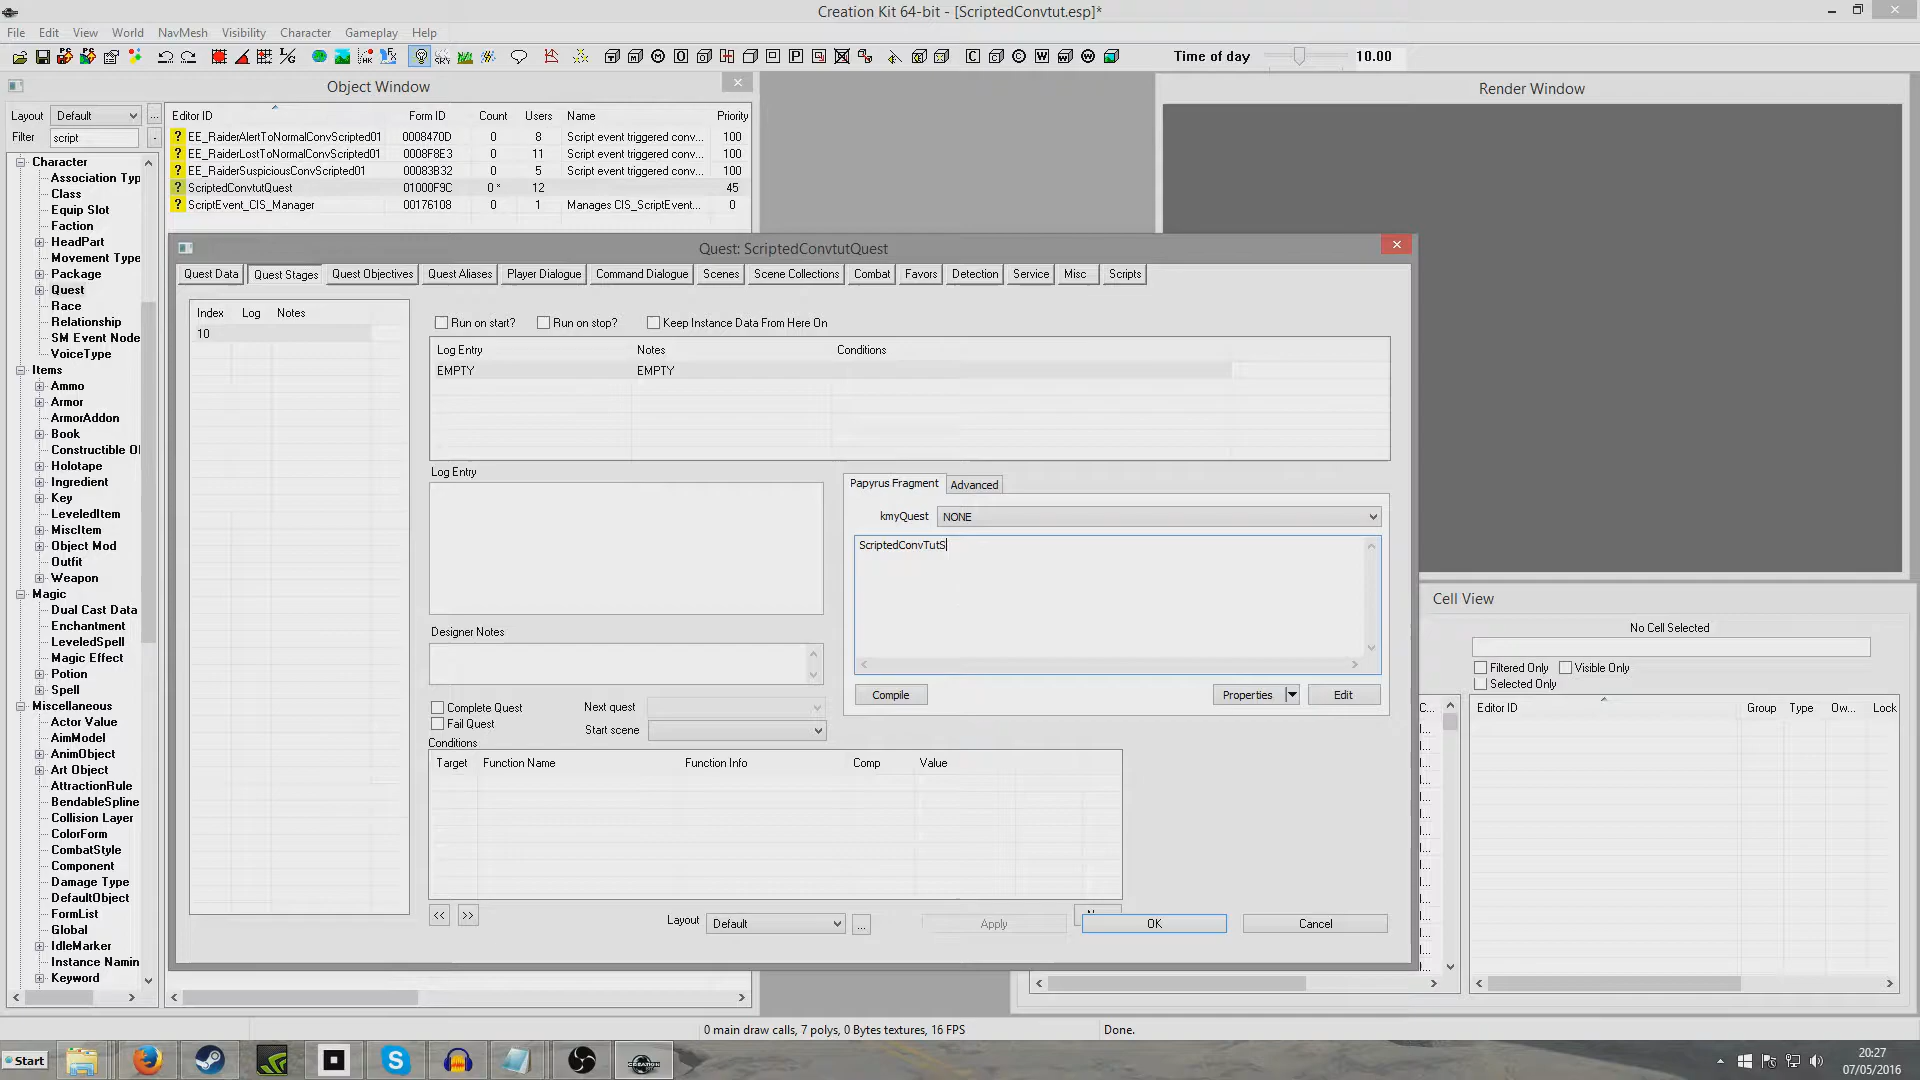 Creation Kit 64-bit - [ScriptedConvtut.esp]*
File Edit View World NavMesh Visibility Character Gameplay Help
Time of day 10.00
Object Window
Render Window
Layout Default ...
Filter script
Editor ID Form ID Count Users Name Priority
EE_RaiderAlertToNormalConvScripted01 0008470D 0 8 Script event triggered conv... 100
EE_RaiderLostToNormalConvScripted01 0008F8E3 0 11 Script event triggered conv... 100
EE_RaiderSuspiciousConvScripted01 00083B32 0 5 Script event triggered conv... 100
ScriptedConvtutQuest 01000F9C 0 * 12 45
ScriptEvent_CIS_Manager 00176108 0 1 Manages CIS_ScriptEvent... 0
Character
Association Typ
Class
Equip Slot
Faction
HeadPart
Movement Type
Package
Quest
Race
Relationship
SM Event Node
VoiceType
Items
Ammo
Armor
ArmorAddon
Book
Constructible Ol
Holotape
Ingredient
Key
LeveledItem
MiscItem
Object Mod
Outfit
Weapon
Magic
Dual Cast Data
Enchantment
LeveledSpell
Magic Effect
Potion
Spell
Miscellaneous
Actor Value
AimModel
AnimObject
Art Object
AttractionRule
BendableSpline
Collision Layer
ColorForm
CombatStyle
Component
Damage Type
DefaultObject
FormList
Global
IdleMarker
Instance Namin
Keyword
Quest: ScriptedConvtutQuest
Quest Data Quest Stages Quest Objectives Quest Aliases Player Dialogue Command Dialogue Scenes Scene Collections Combat Favors Detection Service Misc Scripts
Index Log Notes
10
Run on start? Run on stop? Keep Instance Data From Here On
Log Entry Notes Conditions
EMPTY EMPTY
Log Entry
Papyrus Fragment Advanced
kmyQuest NONE
ScriptedConvTutS
Designer Notes
Compile Properties Edit
Complete Quest Next quest
Fail Quest Start scene
Conditions
Target Function Name Function Info Comp Value
<< >>
Layout Default ... Apply OK Cancel
Cell View
No Cell Selected
Filtered Only Visible Only
Selected Only
Editor ID Group Type Ow... Lock
C...
0 main draw calls, 7 polys, 0 Bytes textures, 16 FPS Done.
Start
20:27
07/05/2016